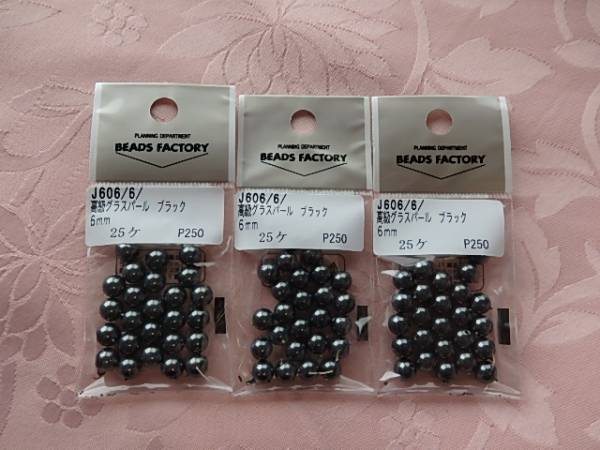 PLANNING DEPARTMENT
BEADS FACTORY
J606/6/
高級グラスパール ブラック
6mm
25ケ P250
PLANNING DEPARTMENT
BEADS FACTORY
J606/6/
高級グラスパール ブラック
6mm
25ケ P250
PLANNING DEPARTMENT
BEADS FACTORY
J606/6/
高級グラスパール ブラック
6mm
25ケ P250